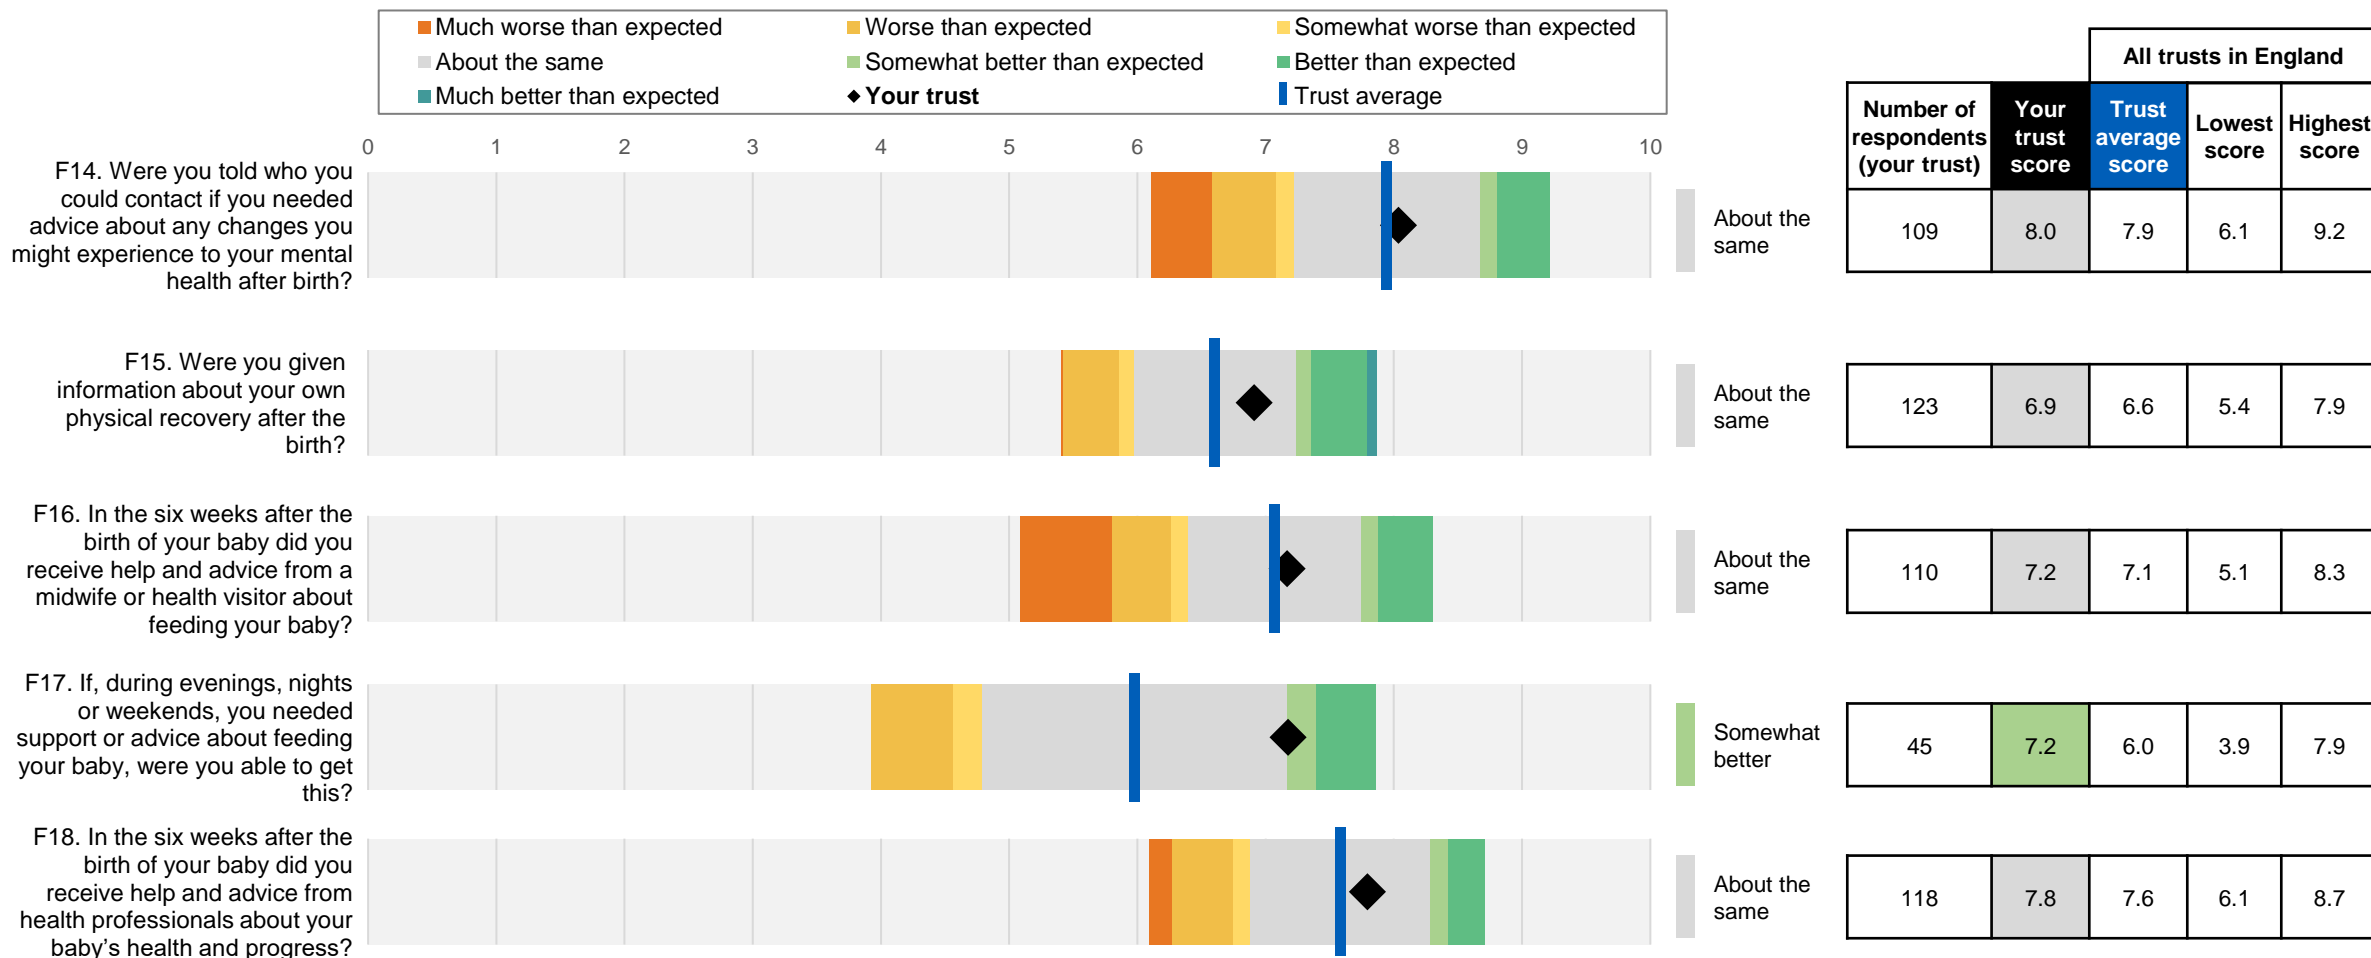 Much worse than expected
Worse than expected
Somewhat worse than expected
About the same
Somewhat better than expected
Better than expected
Much better than expected
Your trust
Trust average
All trusts in England
Number of
respondents
(your trust)
Your
trust
score
Trust
average
score
Lowest
score
Highest
score
0 1 2 3 4 5 6 7 8 9 10
F14. Were you told who you
could contact if you needed
advice about any changes you
might experience to your mental
health after birth?
About the
same
109 8.0 7.9 6.1 9.2
F15. Were you given
information about your own
physical recovery after the
birth?
About the
same
123 6.9 6.6 5.4 7.9
F16. In the six weeks after the
birth of your baby did you
receive help and advice from a
midwife or health visitor about
feeding your baby?
About the
same
110 7.2 7.1 5.1 8.3
F17. If, during evenings, nights
or weekends, you needed
support or advice about feeding
your baby, were you able to get
this?
Somewhat
better
45 7.2 6.0 3.9 7.9
F18. In the six weeks after the
birth of your baby did you
receive help and advice from
health professionals about your
baby’s health and progress?
About the
same
118 7.8 7.6 6.1 8.7